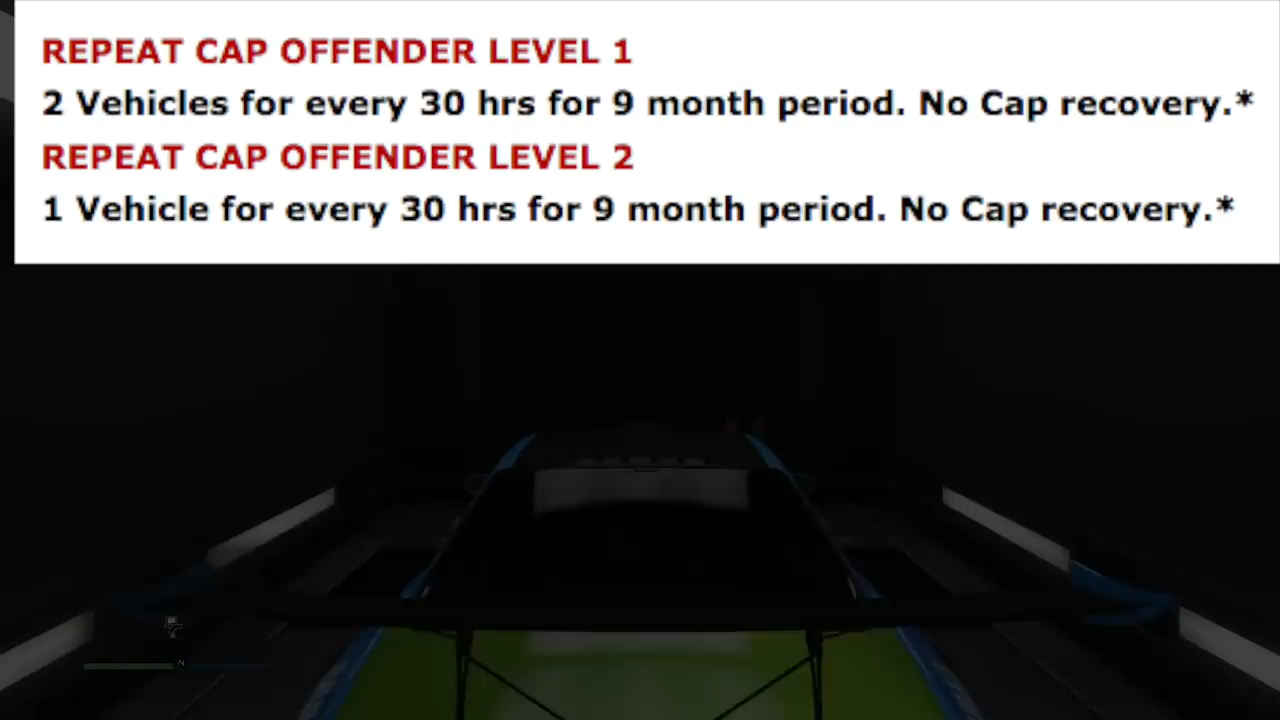 REPEAT CAP OFFENDER LEVEL 1
2 Vehicles for every 30 hrs for 9 month period. No Cap recovery.*
REPEAT CAP OFFENDER LEVEL 2
1 Vehicle for every 30 hrs for 9 month period. No Cap recovery.*
N